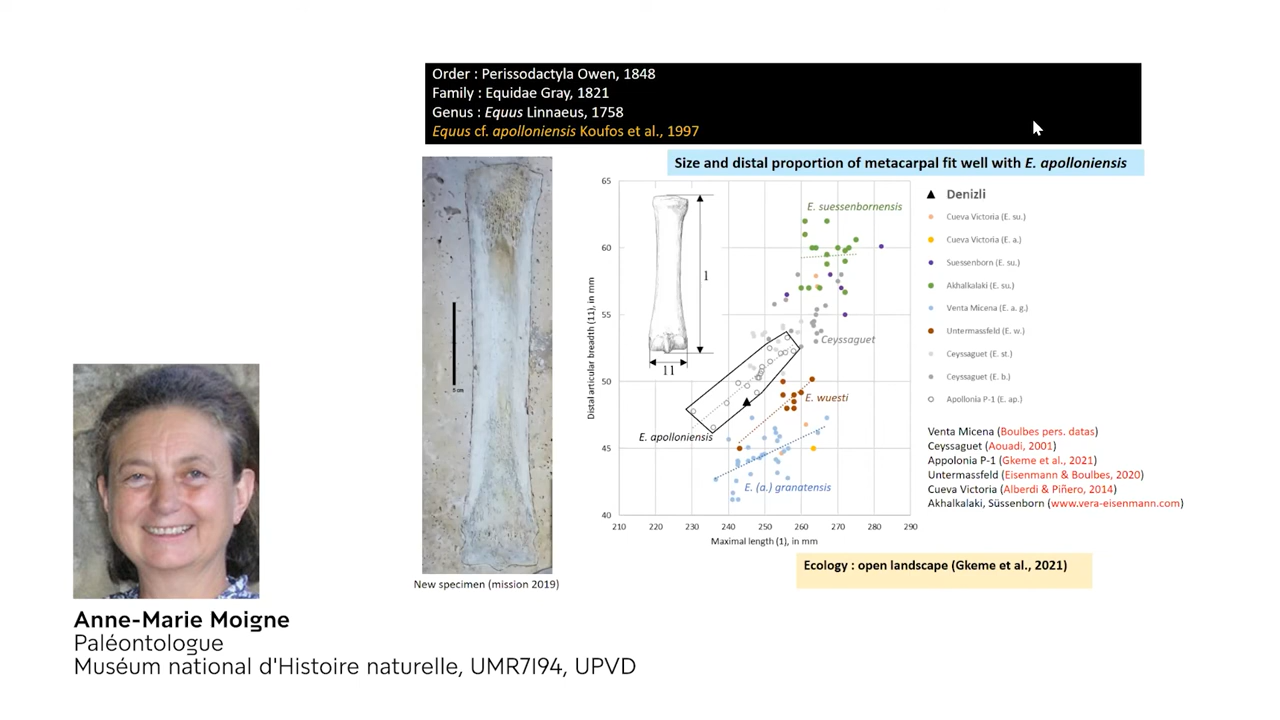 Order : Perissodactyla Owen, 1848
Family : Equidae Gray, 1821
Genus : Equus Linnaeus, 1758
Equus cf. apolloniensis Koufos et al., 1997
Size and distal proportion of metacarpal fit well with E. apolloniensis
65
60
55
50
45
40
210 220 230 240 250 260 270 280 290
Distal articular breadth (11), in mm
Maximal length (1), in mm
1
11
E. suessenbornensis
Ceyssaguet
E. wuesti
E. apolloniensis
E. (a.) granatensis
Denizli
Cueva Victoria (E. su.)
Cueva Victoria (E. a.)
Suessenborn (E. su.)
Akhalkalaki (E. su.)
Venta Micena (E. a. g.)
Untermassfeld (E. w.)
Ceyssaguet (E. st.)
Ceyssaguet (E. b.)
Apollonia P-1 (E. ap.)
Venta Micena (Boulbes pers. datas)
Ceyssaguet (Aouadi, 2001)
Appolonia P-1 (Gkeme et al., 2021)
Untermassfeld (Eisenmann & Boulbes, 2020)
Cueva Victoria (Alberdi & Piñero, 2014)
Akhalkalaki, Süssenborn (www.vera-eisenmann.com)
5 cm
New specimen (mission 2019)
Ecology : open landscape (Gkeme et al., 2021)
Anne-Marie Moigne
Paléontologue
Muséum national d'Histoire naturelle, UMR7194, UPVD